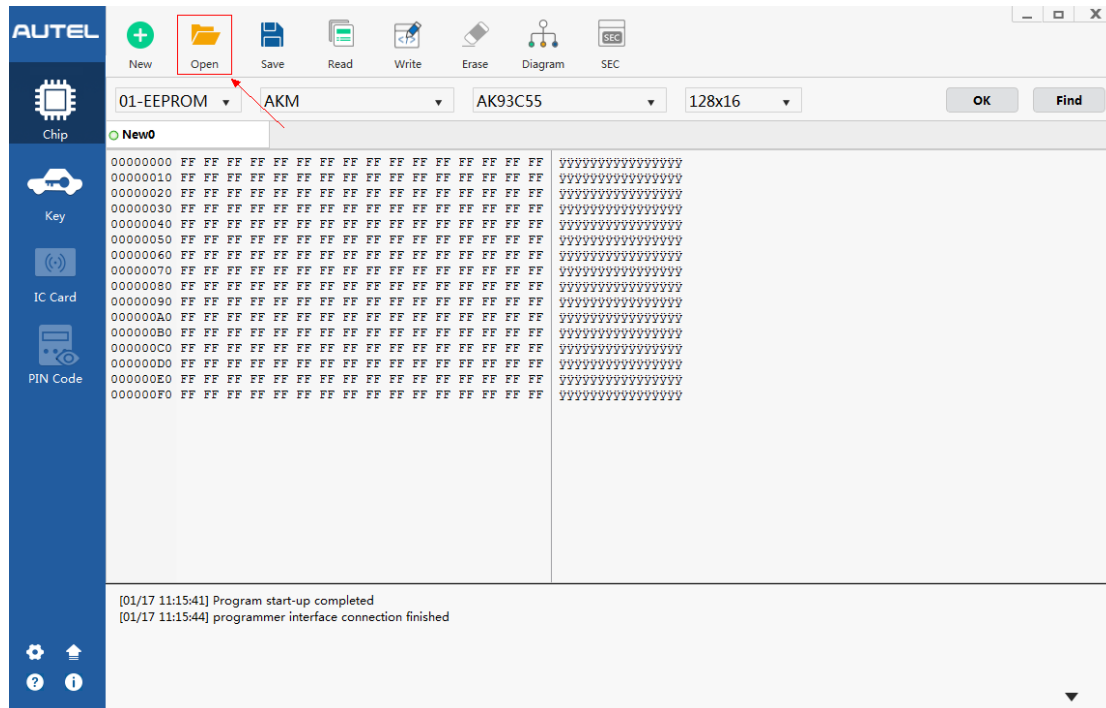 AUTEL
New Open Save Read Write Erase Diagram SEC SEC
01-EEPROM AKM AK93C55 128x16 OK Find
Chip
New0
Key
IC Card
PIN Code
00000000 FF FF FF FF FF FF FF FF FF FF FF FF FF FF FF FF ÿÿÿÿÿÿÿÿÿÿÿÿÿÿÿÿ
00000010 FF FF FF FF FF FF FF FF FF FF FF FF FF FF FF FF ÿÿÿÿÿÿÿÿÿÿÿÿÿÿÿÿ
00000020 FF FF FF FF FF FF FF FF FF FF FF FF FF FF FF FF ÿÿÿÿÿÿÿÿÿÿÿÿÿÿÿÿ
00000030 FF FF FF FF FF FF FF FF FF FF FF FF FF FF FF FF ÿÿÿÿÿÿÿÿÿÿÿÿÿÿÿÿ
00000040 FF FF FF FF FF FF FF FF FF FF FF FF FF FF FF FF ÿÿÿÿÿÿÿÿÿÿÿÿÿÿÿÿ
00000050 FF FF FF FF FF FF FF FF FF FF FF FF FF FF FF FF ÿÿÿÿÿÿÿÿÿÿÿÿÿÿÿÿ
00000060 FF FF FF FF FF FF FF FF FF FF FF FF FF FF FF FF ÿÿÿÿÿÿÿÿÿÿÿÿÿÿÿÿ
00000070 FF FF FF FF FF FF FF FF FF FF FF FF FF FF FF FF ÿÿÿÿÿÿÿÿÿÿÿÿÿÿÿÿ
00000080 FF FF FF FF FF FF FF FF FF FF FF FF FF FF FF FF ÿÿÿÿÿÿÿÿÿÿÿÿÿÿÿÿ
00000090 FF FF FF FF FF FF FF FF FF FF FF FF FF FF FF FF ÿÿÿÿÿÿÿÿÿÿÿÿÿÿÿÿ
000000A0 FF FF FF FF FF FF FF FF FF FF FF FF FF FF FF FF ÿÿÿÿÿÿÿÿÿÿÿÿÿÿÿÿ
000000B0 FF FF FF FF FF FF FF FF FF FF FF FF FF FF FF FF ÿÿÿÿÿÿÿÿÿÿÿÿÿÿÿÿ
000000C0 FF FF FF FF FF FF FF FF FF FF FF FF FF FF FF FF ÿÿÿÿÿÿÿÿÿÿÿÿÿÿÿÿ
000000D0 FF FF FF FF FF FF FF FF FF FF FF FF FF FF FF FF ÿÿÿÿÿÿÿÿÿÿÿÿÿÿÿÿ
000000E0 FF FF FF FF FF FF FF FF FF FF FF FF FF FF FF FF ÿÿÿÿÿÿÿÿÿÿÿÿÿÿÿÿ
000000F0 FF FF FF FF FF FF FF FF FF FF FF FF FF FF FF FF ÿÿÿÿÿÿÿÿÿÿÿÿÿÿÿÿ
[01/17 11:15:41] Program start-up completed
[01/17 11:15:44] programmer interface connection finished